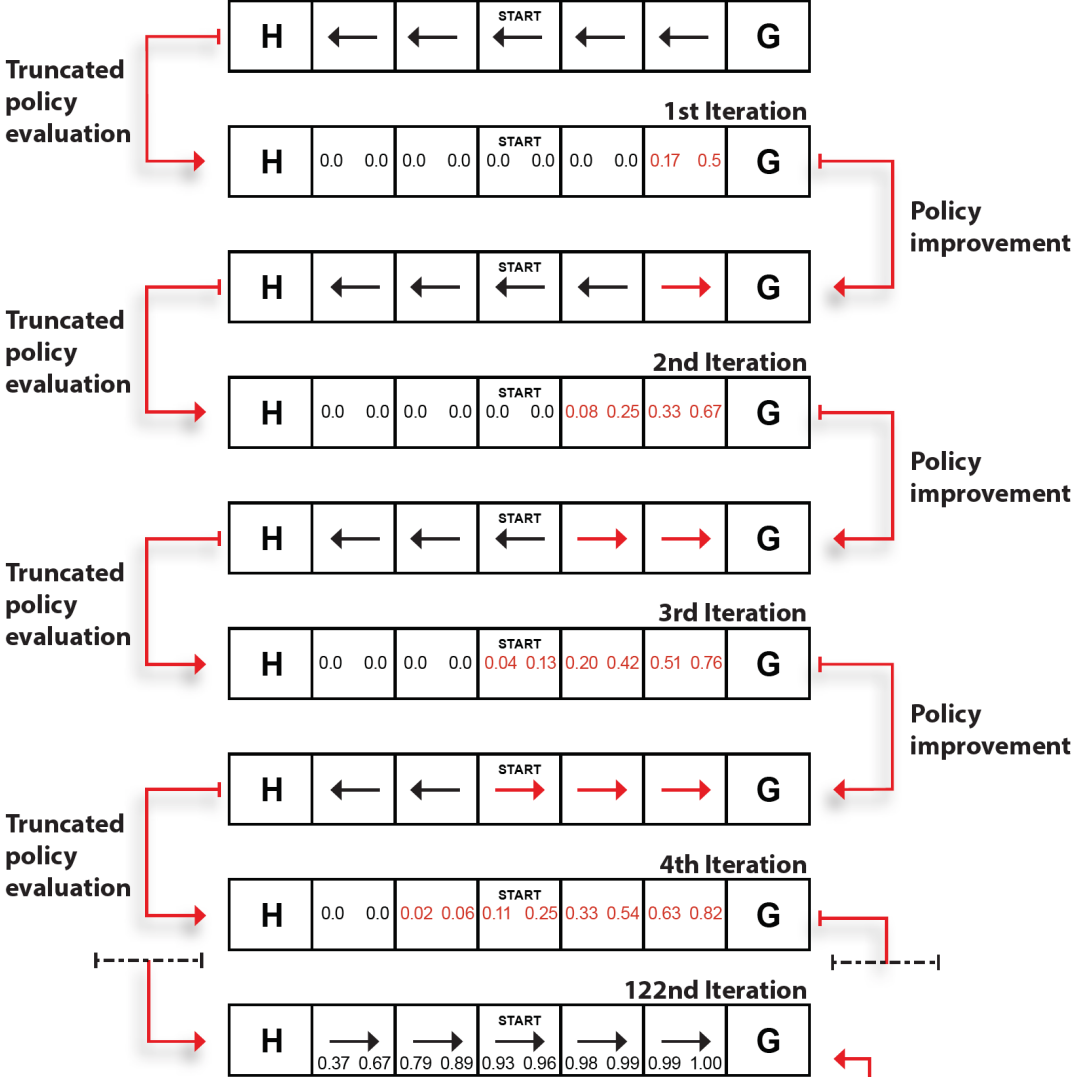 START
H G
Truncated
policy
evaluation
1st Iteration
START
H 0.0 0.0 0.0 0.0 0.0 0.0 0.0 0.0 0.17 0.5 G
Policy
improvement
START
H G
Truncated
policy
evaluation
2nd Iteration
START
H 0.0 0.0 0.0 0.0 0.0 0.0 0.08 0.25 0.33 0.67 G
Policy
improvement
START
H G
Truncated
policy
evaluation
3rd Iteration
START
H 0.0 0.0 0.0 0.0 0.04 0.13 0.20 0.42 0.51 0.76 G
Policy
improvement
START
H G
Truncated
policy
evaluation
4th Iteration
START
H 0.0 0.0 0.02 0.06 0.11 0.25 0.33 0.54 0.63 0.82 G
122nd Iteration
START
H G
0.37 0.67 0.79 0.89 0.93 0.96 0.98 0.99 0.99 1.00